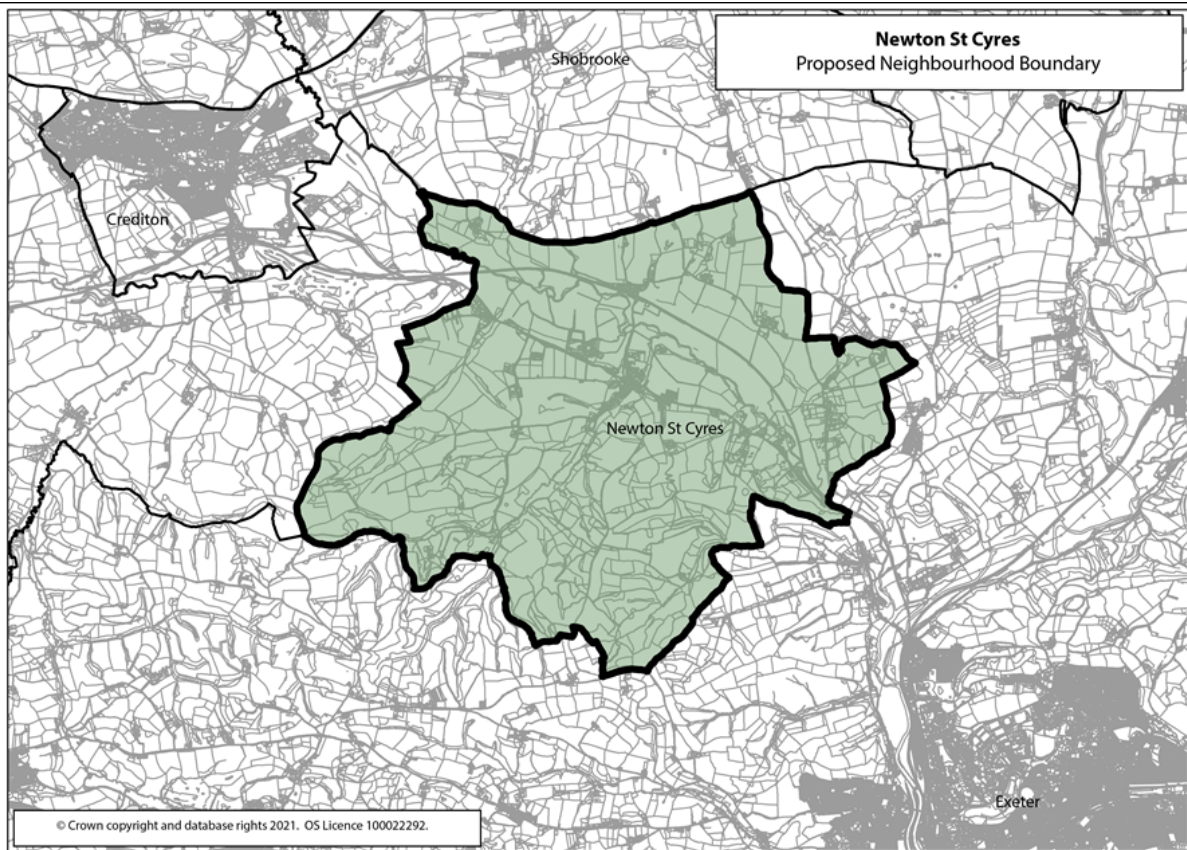 Newton St Cyres
Proposed Neighbourhood Boundary
Shobrooke
Crediton
Newton St Cyres
Exeter
© Crown copyright and database rights 2021. OS Licence 100022292.